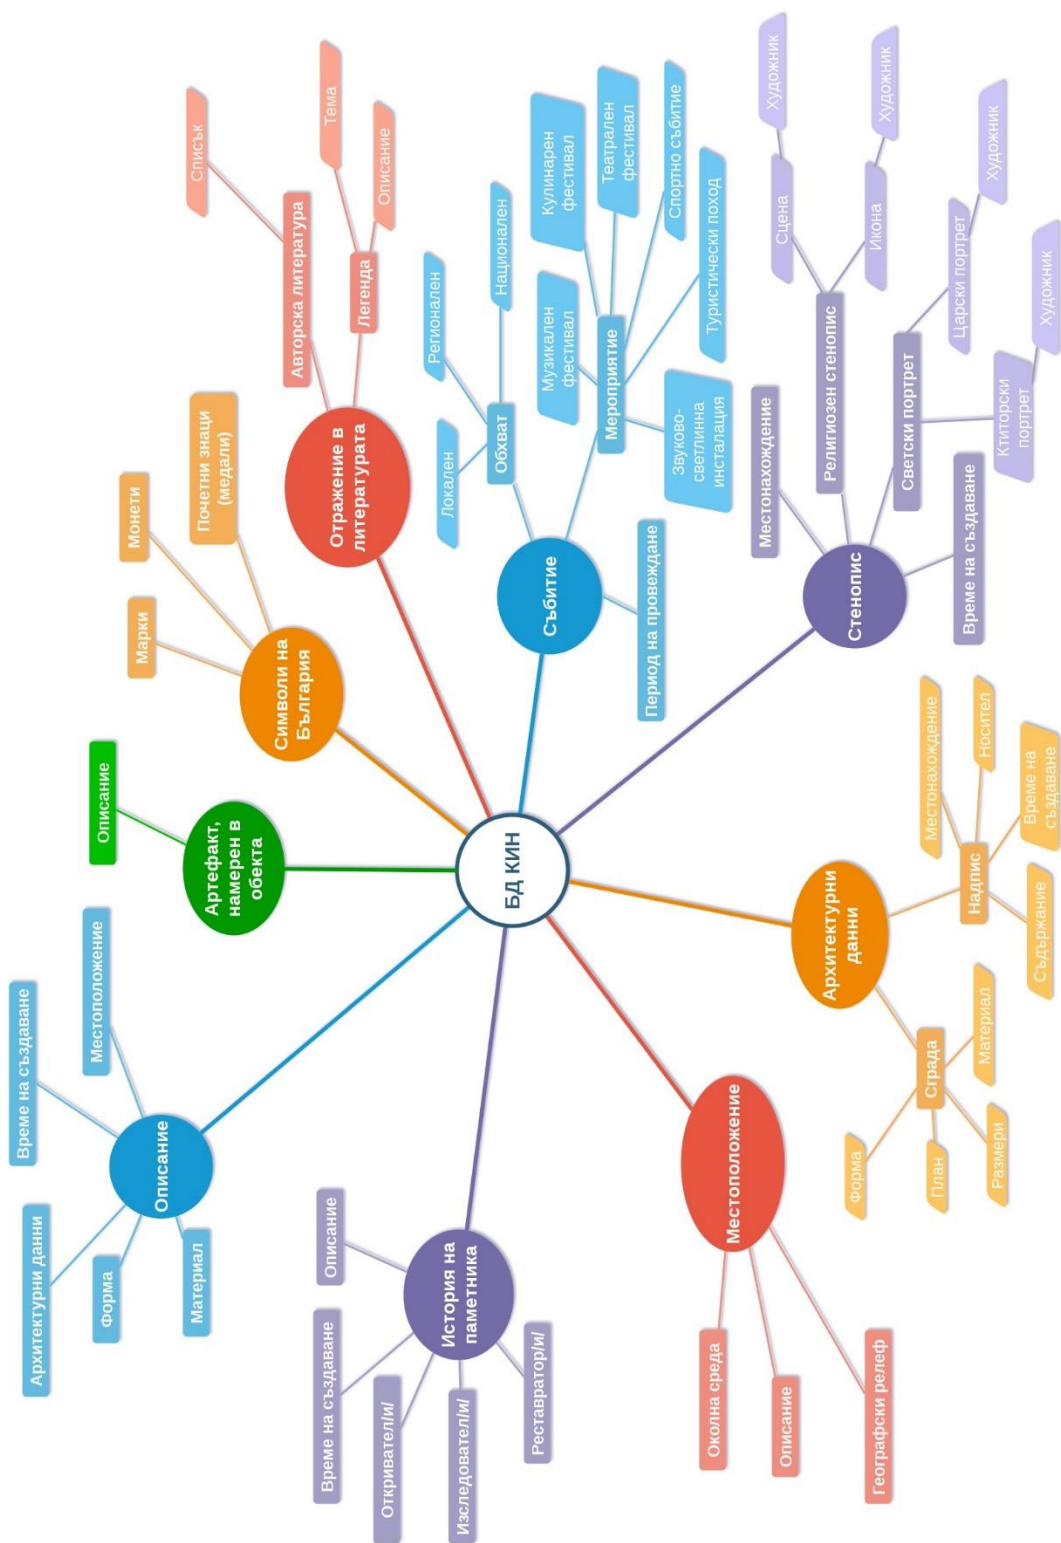 БД КИН
Описание
Архитектурни данни
Време на създаване
Местоположение
Форма
Материал
Артефакт,
намерен в
обекта
Описание
Символи на
България
Марки
Монети
Почетни знаци
(медали)
Отражение в
литературата
Авторска литература
Списък
Легенда
Тема
Описание
Събитие
Обхват
Локален
Регионален
Национален
Мероприятие
Музикален
фестивал
Кулинарен
фестивал
Театрален
фестивал
Спортно събитие
Туристически поход
Звуково-
светлинна
инсталация
Период на провеждане
Стенопис
Местонахождение
Религиозен стенопис
Сцена
Художник
Икона
Художник
Светски портрет
Царски портрет
Художник
Ктиторски
портрет
Художник
Време на създаване
Архитектурни
данни
Надпис
Местонахождение
Носител
Време на
създаване
Съдържание
Сграда
Форма
План
Размери
Материал
Местоположение
Околна среда
Описание
Географски релеф
История на
паметника
Описание
Време на създаване
Откривател/и/
Изследовател/и/
Реставратор/и/